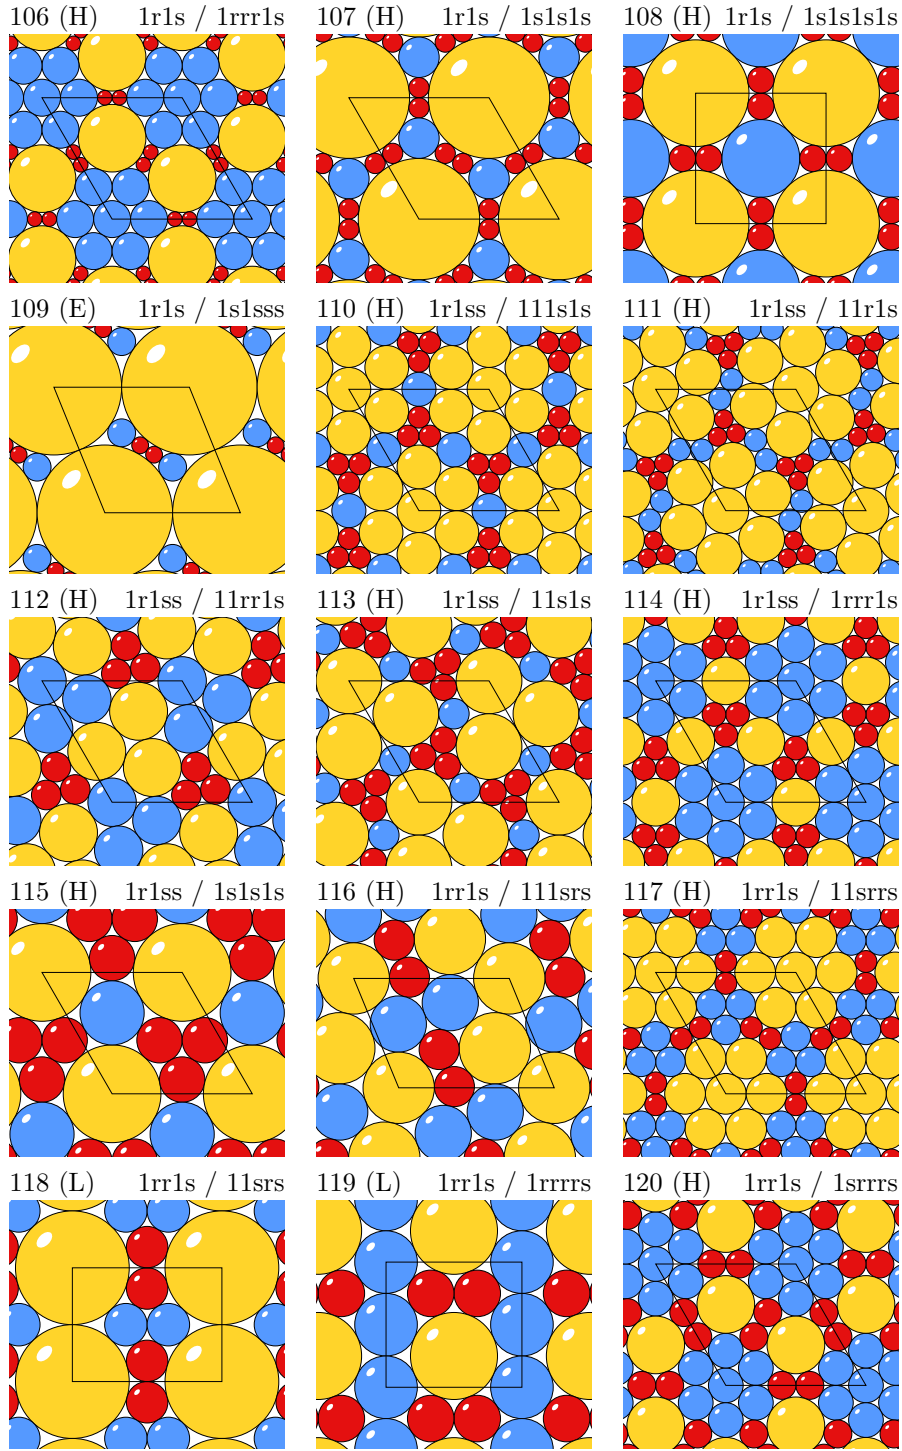 106 (H) 1r1s / 1rrr1s
107 (H) 1r1s / 1s1s1s
108 (H) 1r1s / 1s1s1s1s
109 (E) 1r1s / 1s1sss
110 (H) 1r1ss / 111s1s
111 (H) 1r1ss / 11r1s
112 (H) 1r1ss / 11rr1s
113 (H) 1r1ss / 11s1s
114 (H) 1r1ss / 1rrr1s
115 (H) 1r1ss / 1s1s1s
116 (H) 1rr1s / 111srs
117 (H) 1rr1s / 11srrs
118 (L) 1rr1s / 11srs
119 (L) 1rr1s / 1rrrrs
120 (H) 1rr1s / 1srrrs